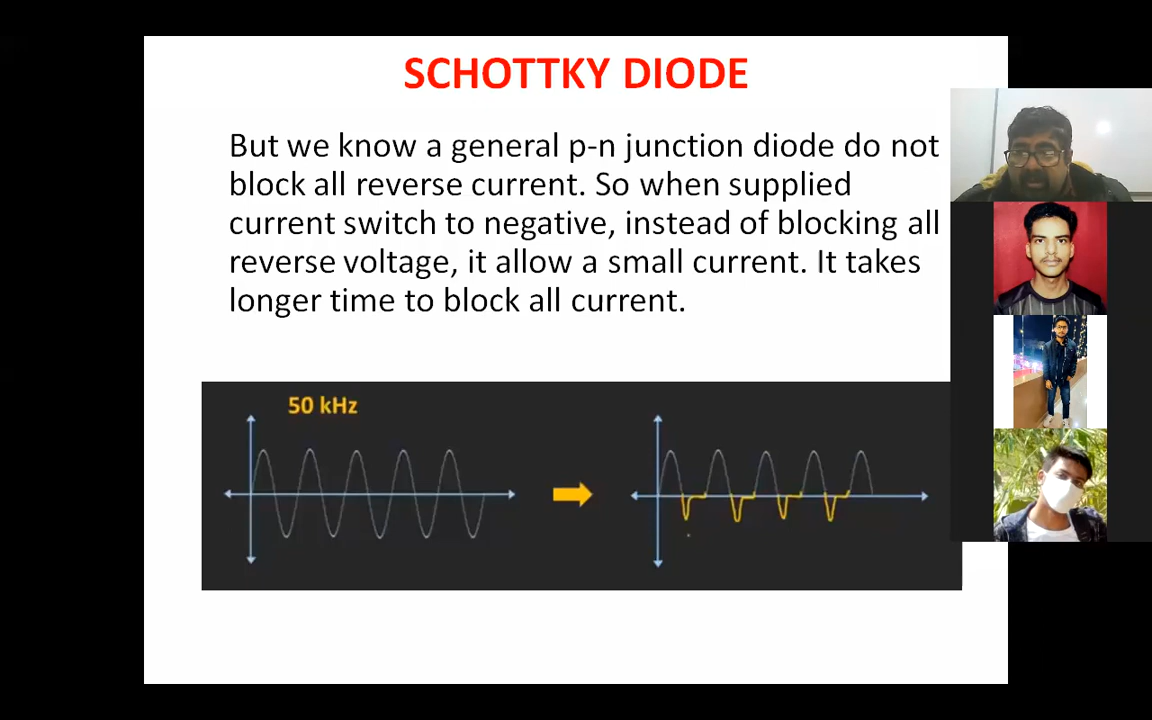 SCHOTTKY DIODE
But we know a general p-n junction diode do not
block all reverse current. So when supplied
current switch to negative, instead of blocking all
reverse voltage, it allow a small current. It takes
longer time to block all current.
50 kHz